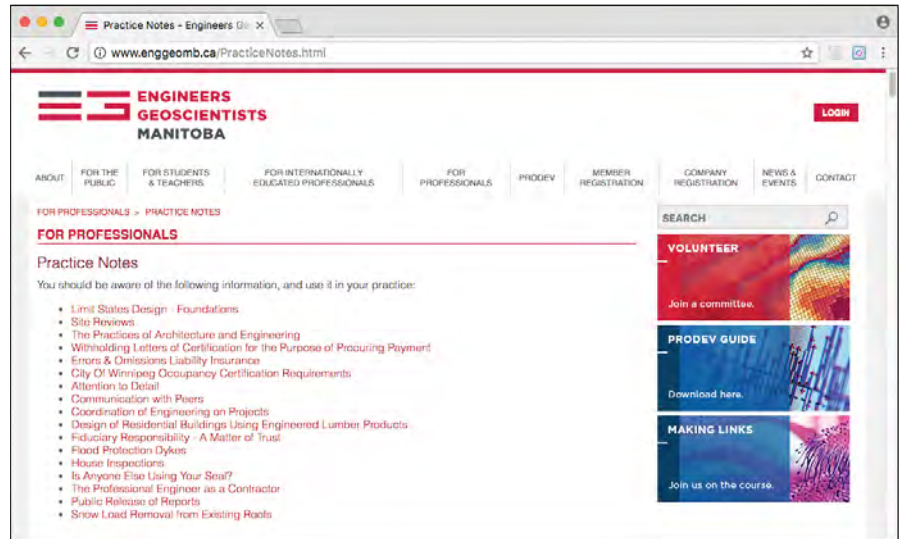 Practice Notes - Engineers Ge
www.enggeomb.ca/PracticeNotes.html
ENGINEERS
GEOSCIENTISTS
MANITOBA
LOGIN
ABOUT
FOR THE
PUBLIC
FOR STUDENTS
& TEACHERS
FOR INTERNATIONALLY
EDUCATED PROFESSIONALS
FOR
PROFESSIONALS
PRODEV
MEMBER
REGISTRATION
COMPANY
REGISTRATION
NEWS &
EVENTS
CONTACT
FOR PROFESSIONALS > PRACTICE NOTES
FOR PROFESSIONALS
Practice Notes
You should be aware of the following information, and use it in your practice:
• Limit States Design - Foundations
• Site Reviews
• The Practices of Architecture and Engineering
• Withholding Letters of Certification for the Purpose of Procuring Payment
• Errors & Omissions Liability Insurance
• City Of Winnipeg Occupancy Certification Requirements
• Attention to Detail
• Communication with Peers
• Coordination of Engineering on Projects
• Design of Residential Buildings Using Engineered Lumber Products
• Fiduciary Responsibility - A Matter of Trust
• Flood Protection Dykes
• House Inspections
• Is Anyone Else Using Your Seal?
• The Professional Engineer as a Contractor
• Public Release of Reports
• Snow Load Removal from Existing Roofs
SEARCH
VOLUNTEER
Join a committee.
PRODEV GUIDE
Download here.
MAKING LINKS
Join us on the course.